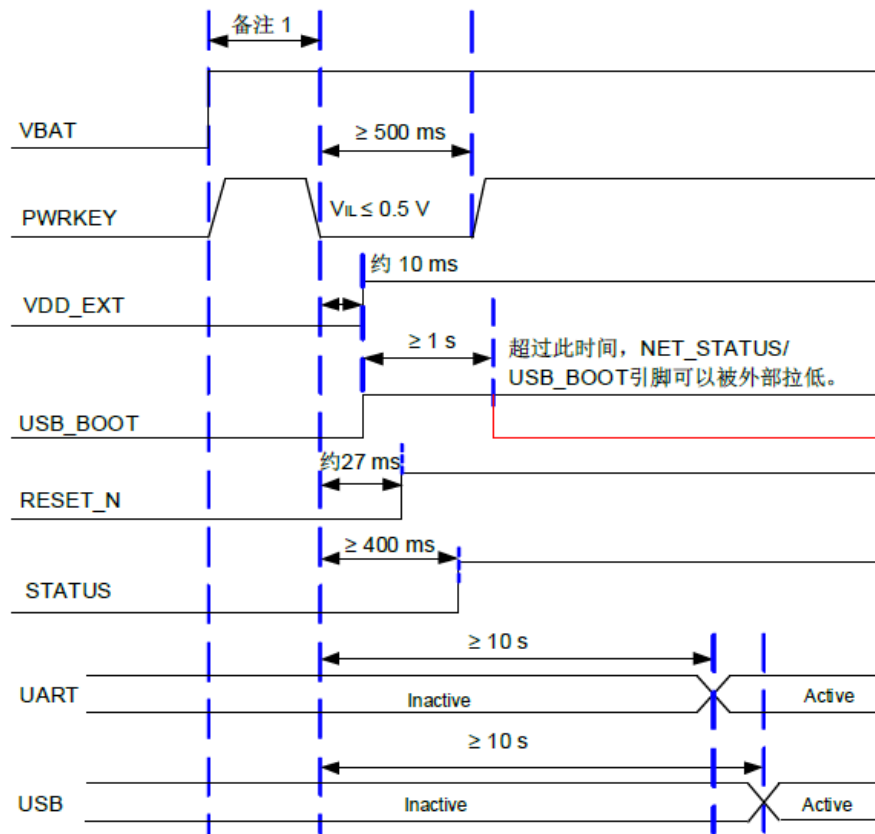 备注 1
VBAT
≥ 500 ms
PWRKEY
VIL ≤ 0.5 V
约 10 ms
VDD_EXT
≥ 1 s
超过此时间，NET_STATUS/
USB_BOOT引脚可以被外部拉低。
USB_BOOT
约27 ms
RESET_N
≥ 400 ms
STATUS
≥ 10 s
UART
Inactive
Active
≥ 10 s
USB
Inactive
Active